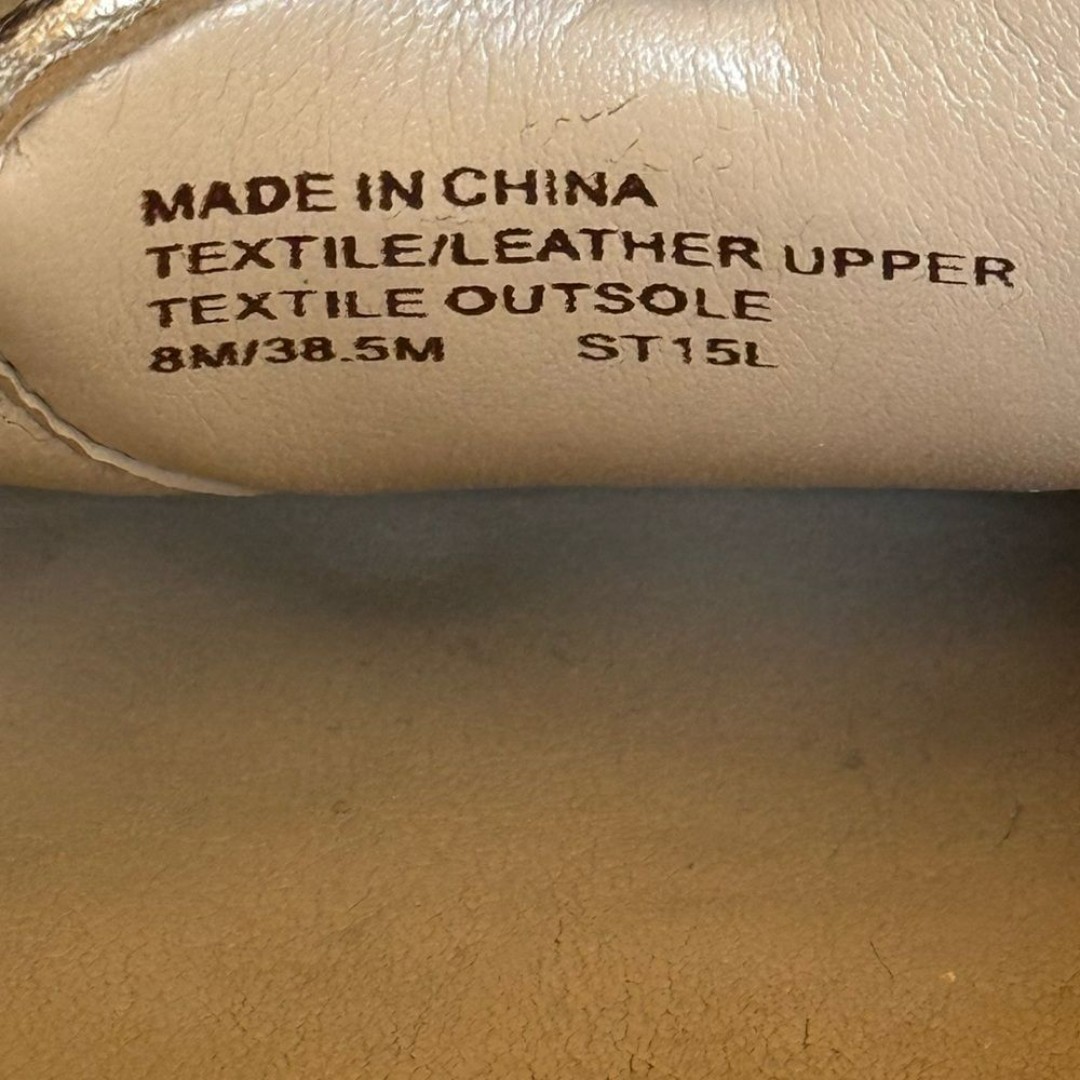 MADE IN CHINA
TEXTILE/LEATHER UPPER
TEXTILE OUTSOLE
8M/38.5M ST15L